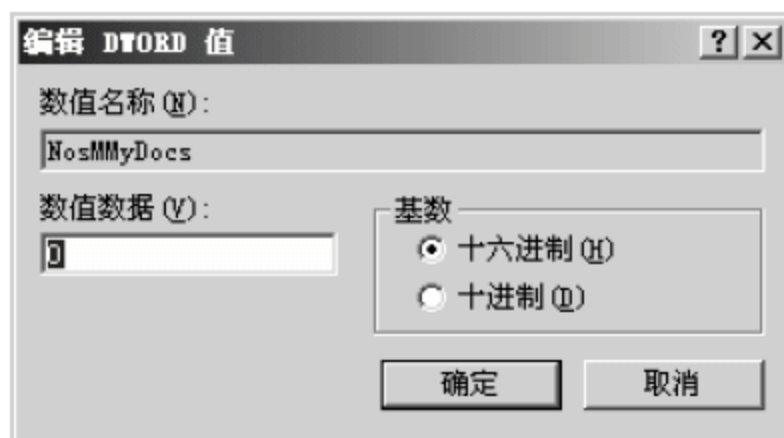 编辑 DWORD 值
数值名称(N):
NosMMyDocs
数值数据(V):
基数
0
十六进制(H)
十进制(D)
确定
取消